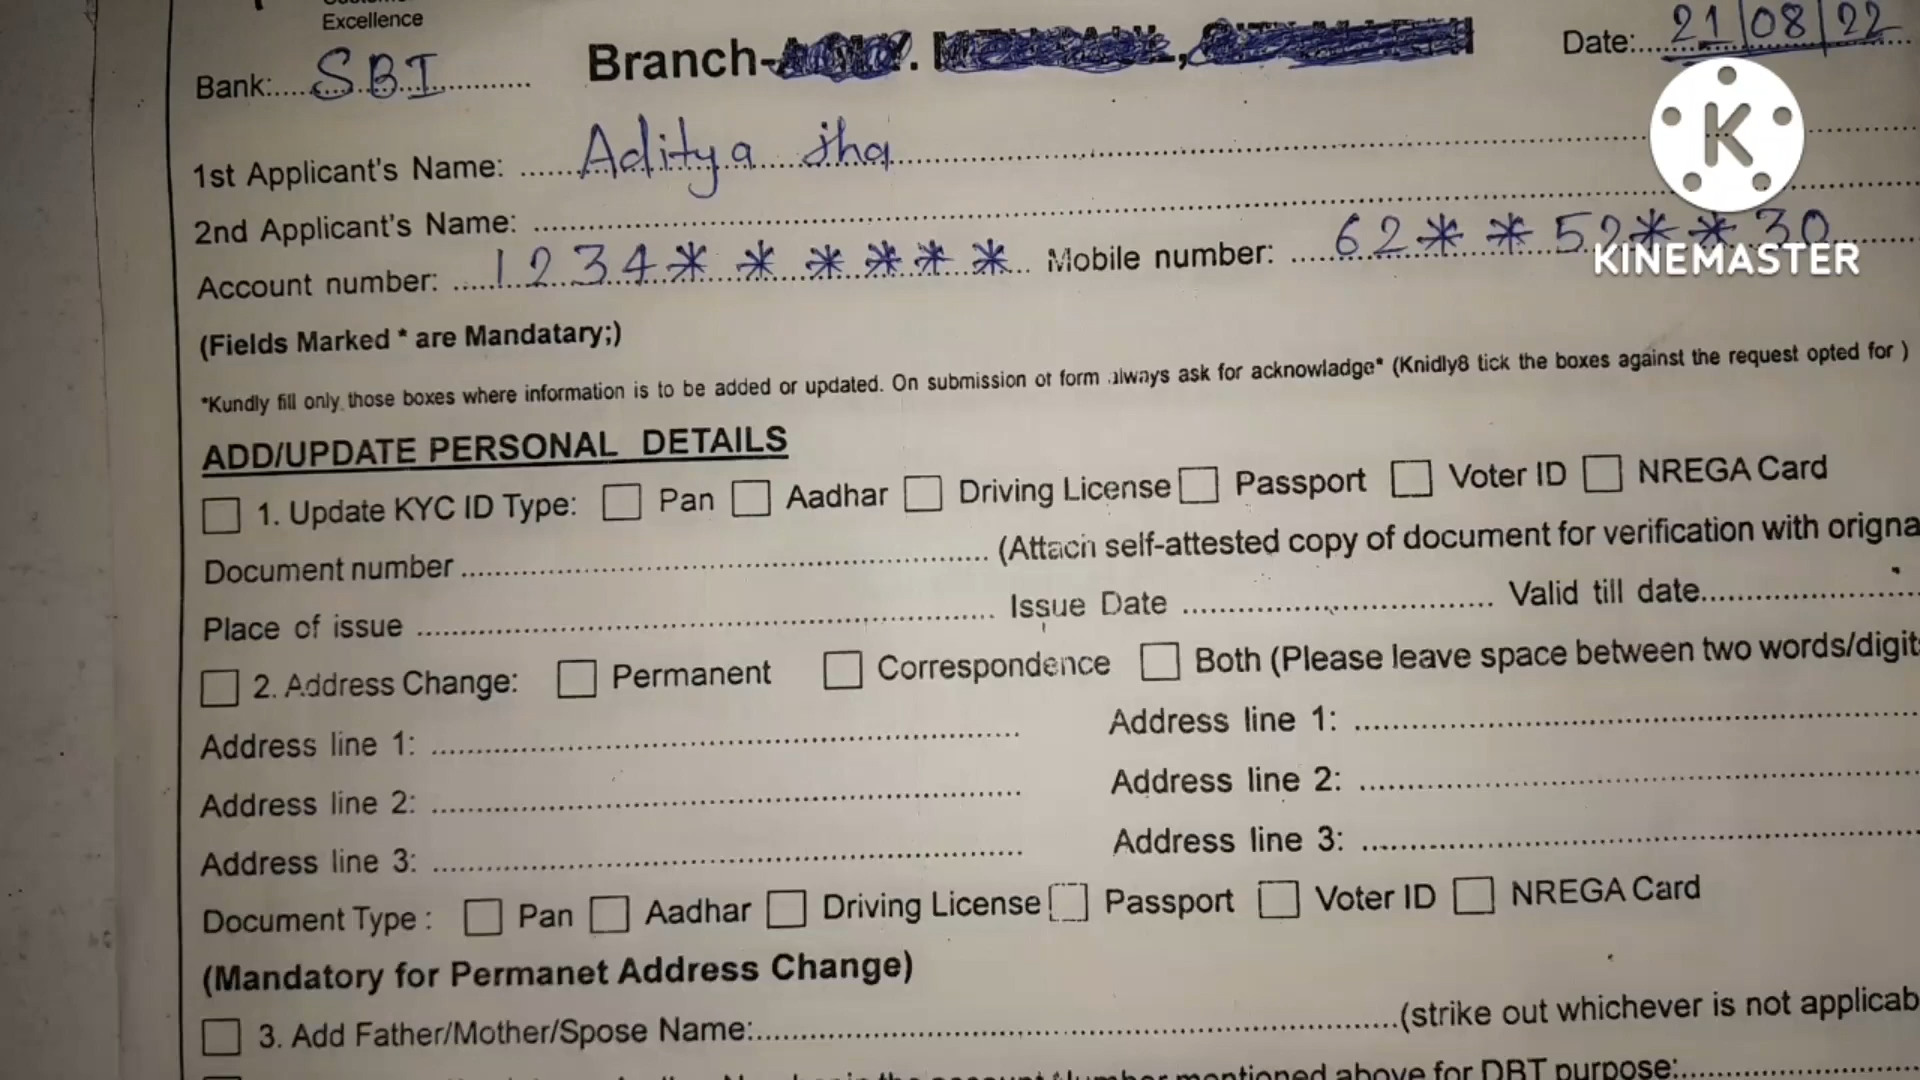 Excellence
Bank:....SBI.............. Branch- Date:....21/08/22
1st Applicant's Name: ......Aditya jha..............
2nd Applicant's Name: ..............
Account number: ....1234* * * * * *.. Mobile number: ....62**52**30....
KINEMASTER
(Fields Marked * are Mandatary;)
*Kundly fill only those boxes where information is to be added or updated. On submission of form always ask for acknowladge* (Knidly8 tick the boxes against the request opted for )
ADD/UPDATE PERSONAL DETAILS
1. Update KYC ID Type: Pan Aadhar Driving License Passport Voter ID NREGA Card
Document number .............. (Attach self-attested copy of document for verification with origna
Place of issue .............. Issue Date .............. Valid till date..............
2. Address Change: Permanent Correspondence Both (Please leave space between two words/digit
Address line 1: .............. Address line 1: ..............
Address line 2: .............. Address line 2: ..............
Address line 3: .............. Address line 3: ..............
Document Type : Pan Aadhar Driving License Passport Voter ID NREGA Card
(Mandatory for Permanet Address Change)
3. Add Father/Mother/Spose Name:..............(strike out whichever is not applicab
mentioned above for DBT purpose:..............